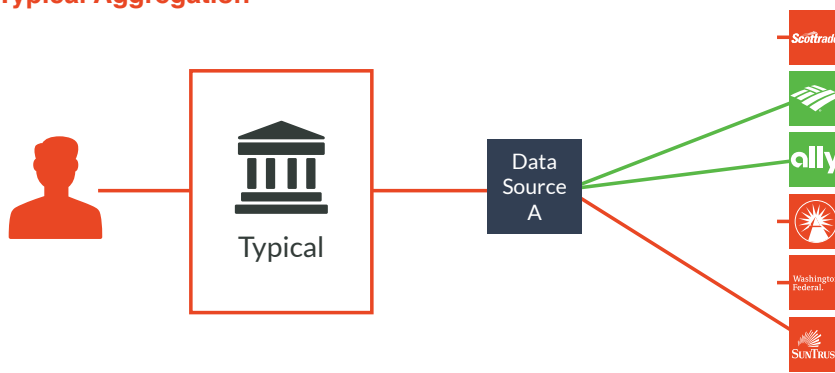 Typical Aggregation
Scottrade
ally
Data
Source
A
Typical
Washington
Federal.
SunTrust